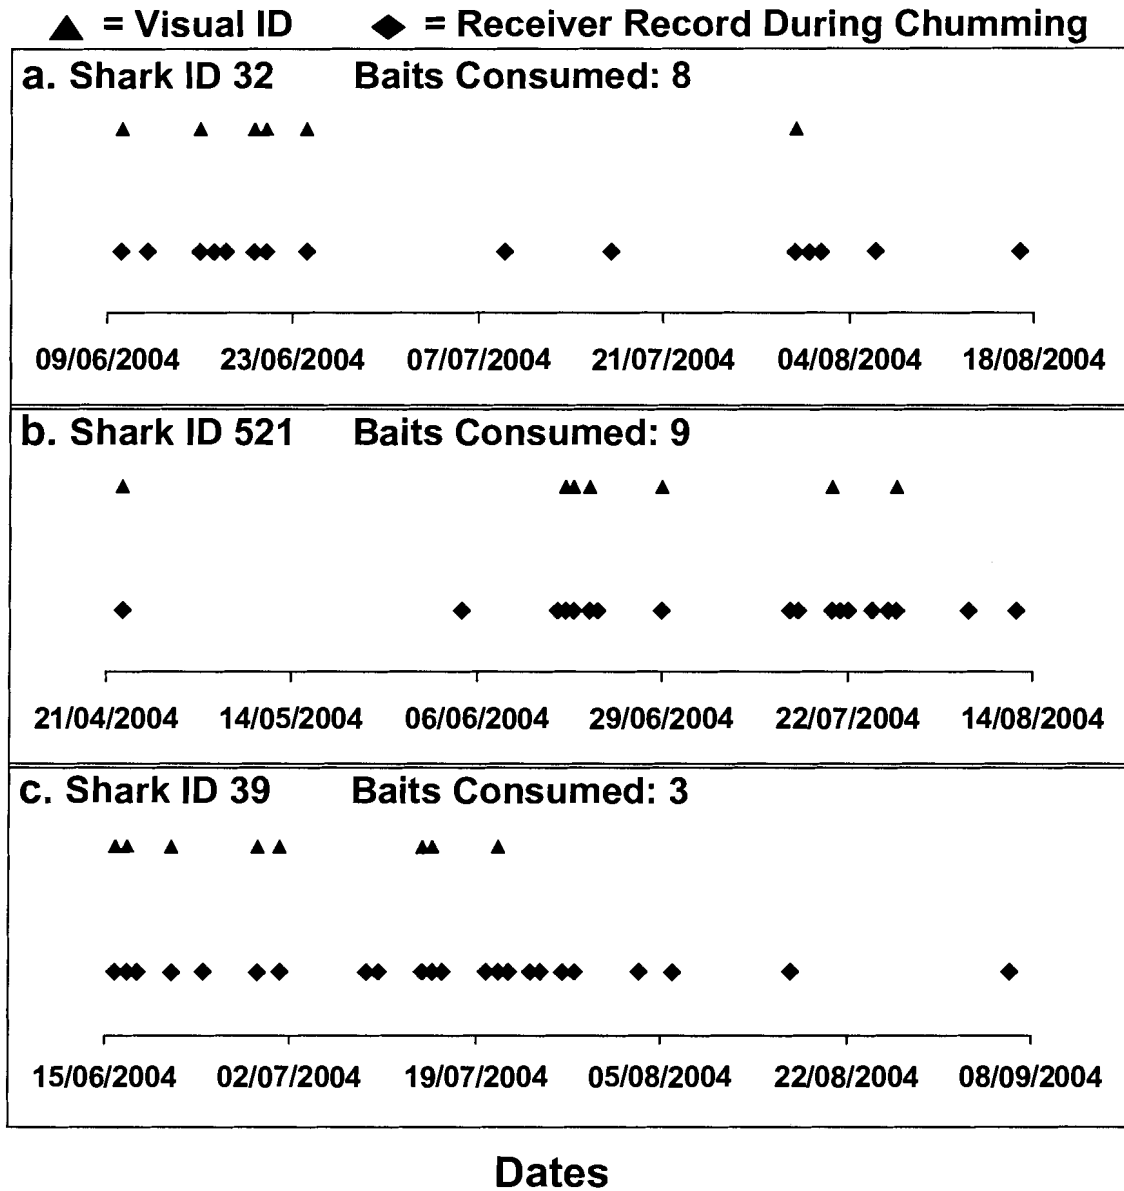 ▲ = Visual ID ◆ = Receiver Record During Chumming
a. Shark ID 32 Baits Consumed: 8
09/06/2004 23/06/2004 07/07/2004 21/07/2004 04/08/2004 18/08/2004
b. Shark ID 521 Baits Consumed: 9
21/04/2004 14/05/2004 06/06/2004 29/06/2004 22/07/2004 14/08/2004
c. Shark ID 39 Baits Consumed: 3
15/06/2004 02/07/2004 19/07/2004 05/08/2004 22/08/2004 08/09/2004
Dates